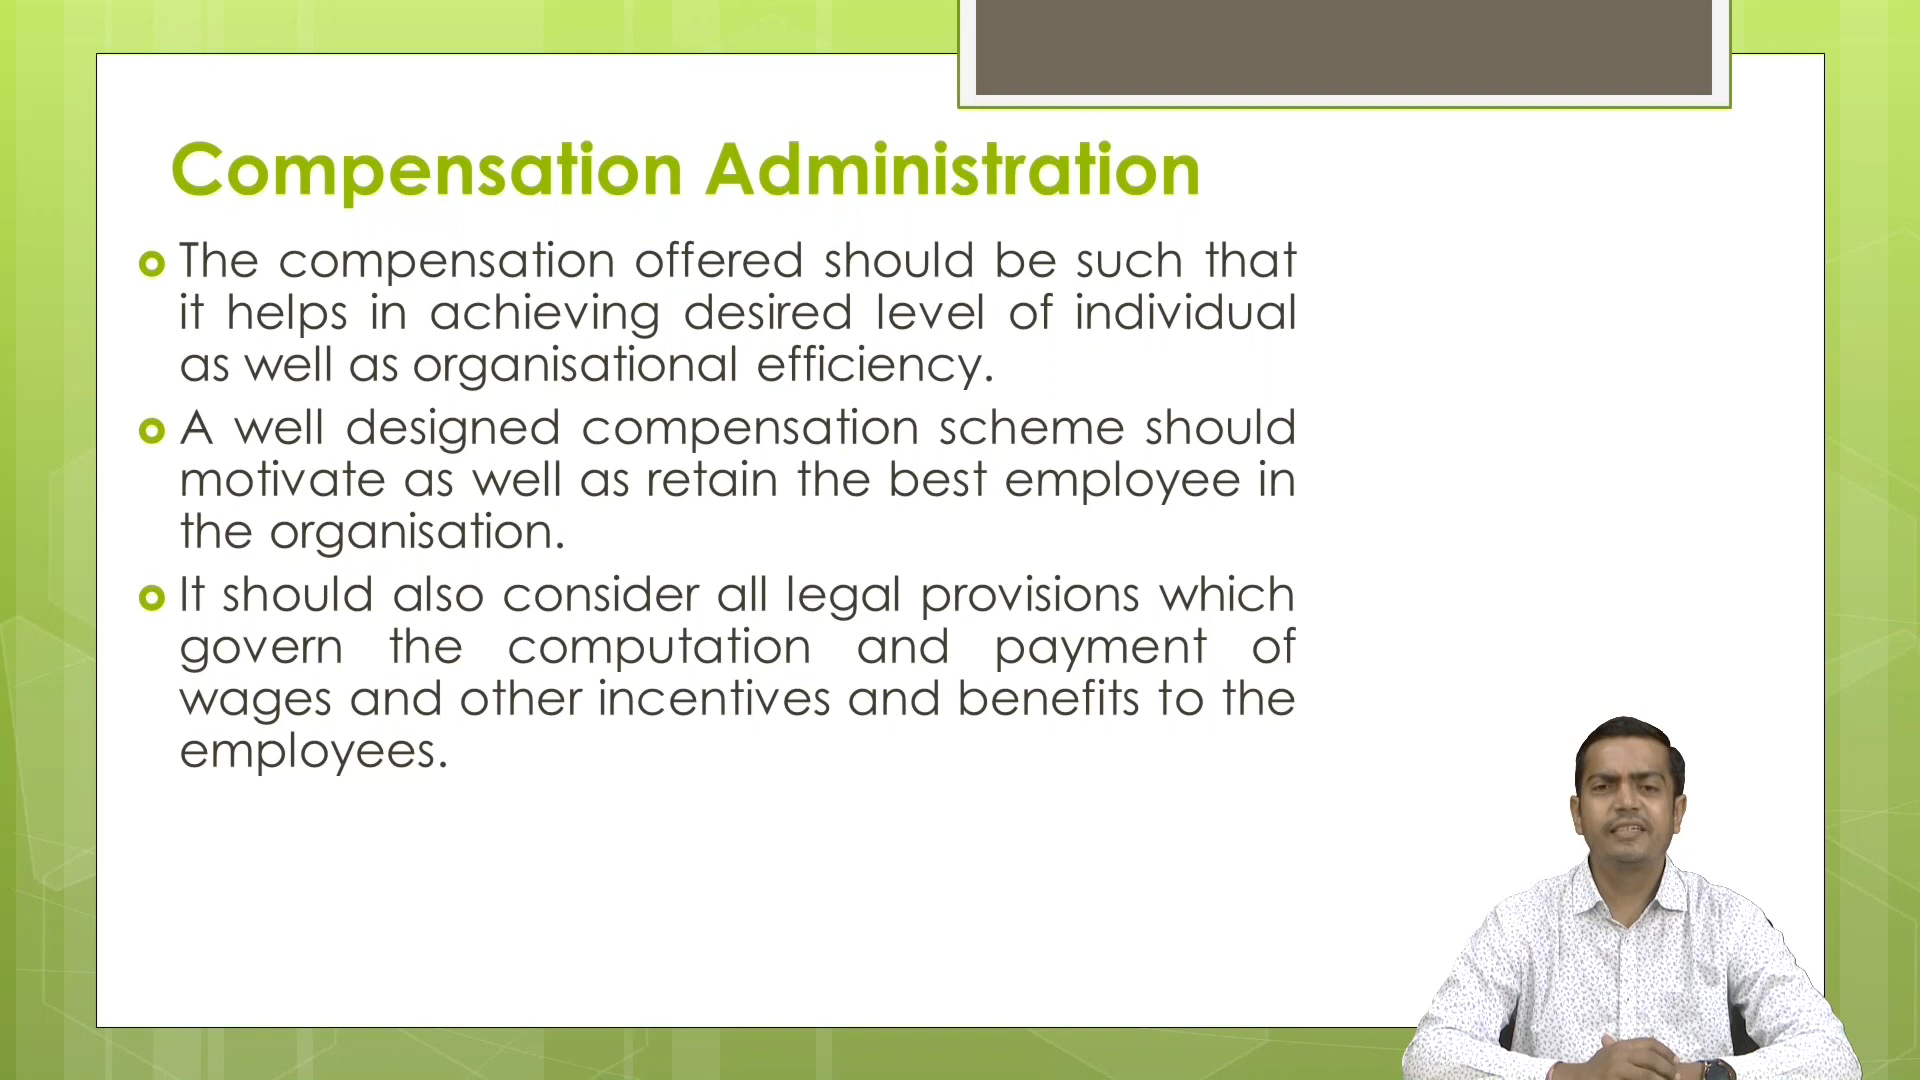 Compensation Administration
The compensation offered should be such that
it helps in achieving desired level of individual
as well as organisational efficiency.
A well designed compensation scheme should
motivate as well as retain the best employee in
the organisation.
It should also consider all legal provisions which
govern the computation and payment of
wages and other incentives and benefits to the
employees.